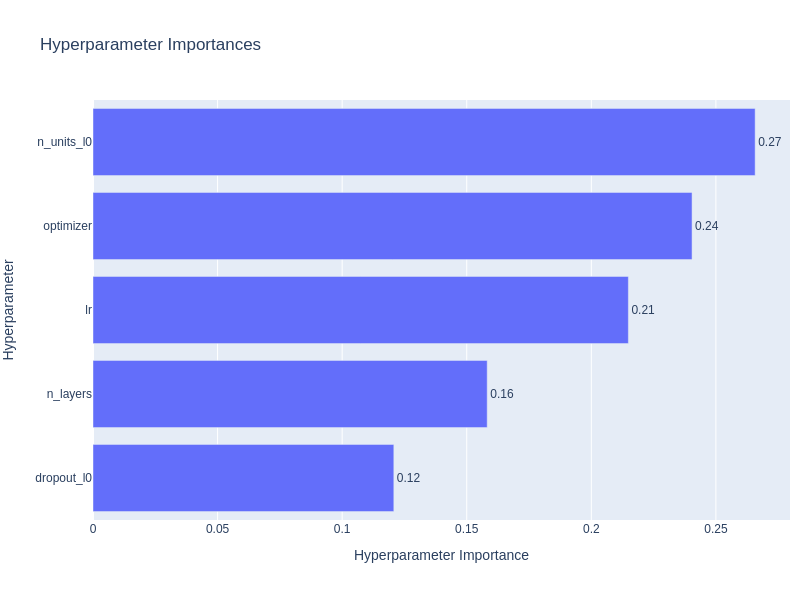 Hyperparameter Importances
Hyperparameter
n_units_l0
0.27
optimizer
0.24
lr
0.21
n_layers
0.16
dropout_l0
0.12
0
0.05
0.1
0.15
0.2
0.25
Hyperparameter Importance